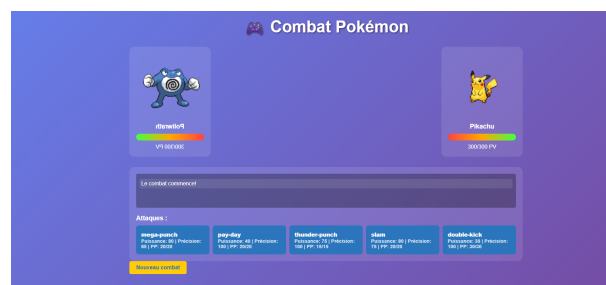 Combat Pokémon
Poliwrath
300/300 PV
Pikachu
300/300 PV
Le combat commence!
Attaques :
mega-punch
Puissance: 80 | Précision:
85 | PP: 20/20
pay-day
Puissance: 40 | Précision:
100 | PP: 20/20
thunder-punch
Puissance: 75 | Précision:
100 | PP: 15/15
slam
Puissance: 80 | Précision:
75 | PP: 20/20
double-kick
Puissance: 30 | Précision:
100 | PP: 30/30
Nouveau combat